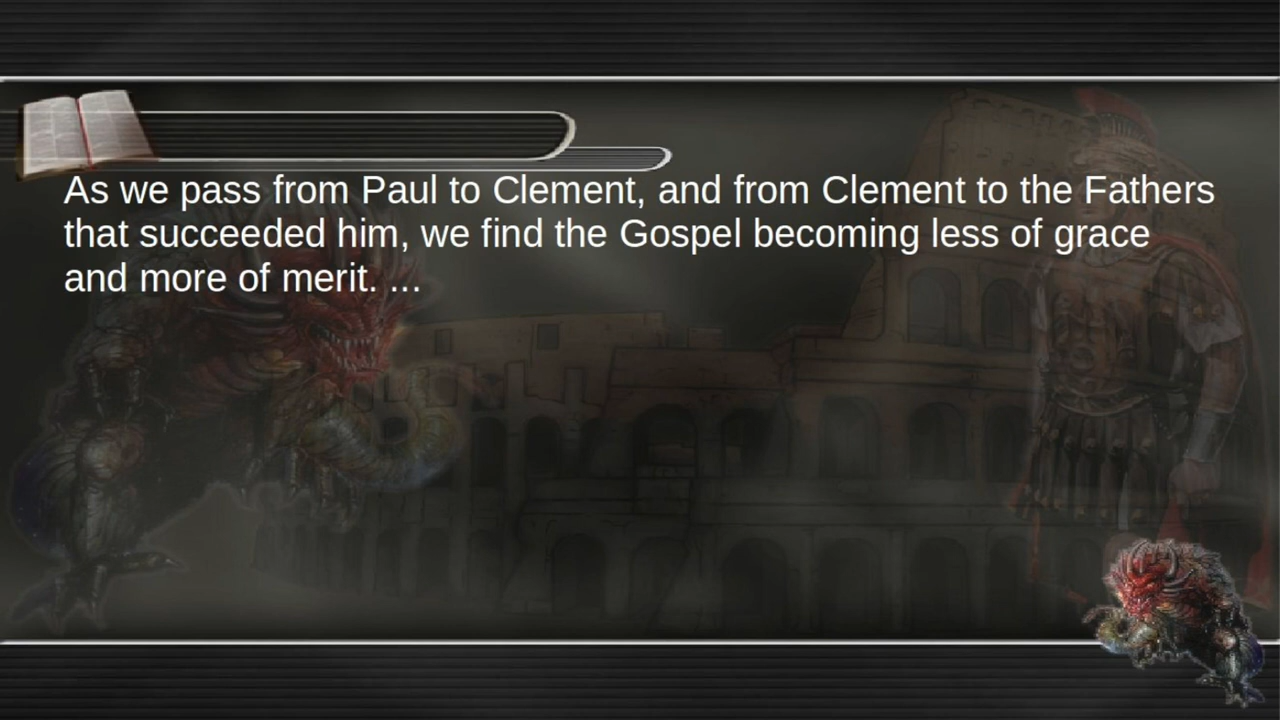 As we pass from Paul to Clement, and from Clement to the Fathers
that succeeded him, we find the Gospel becoming less of grace
and more of merit. ...